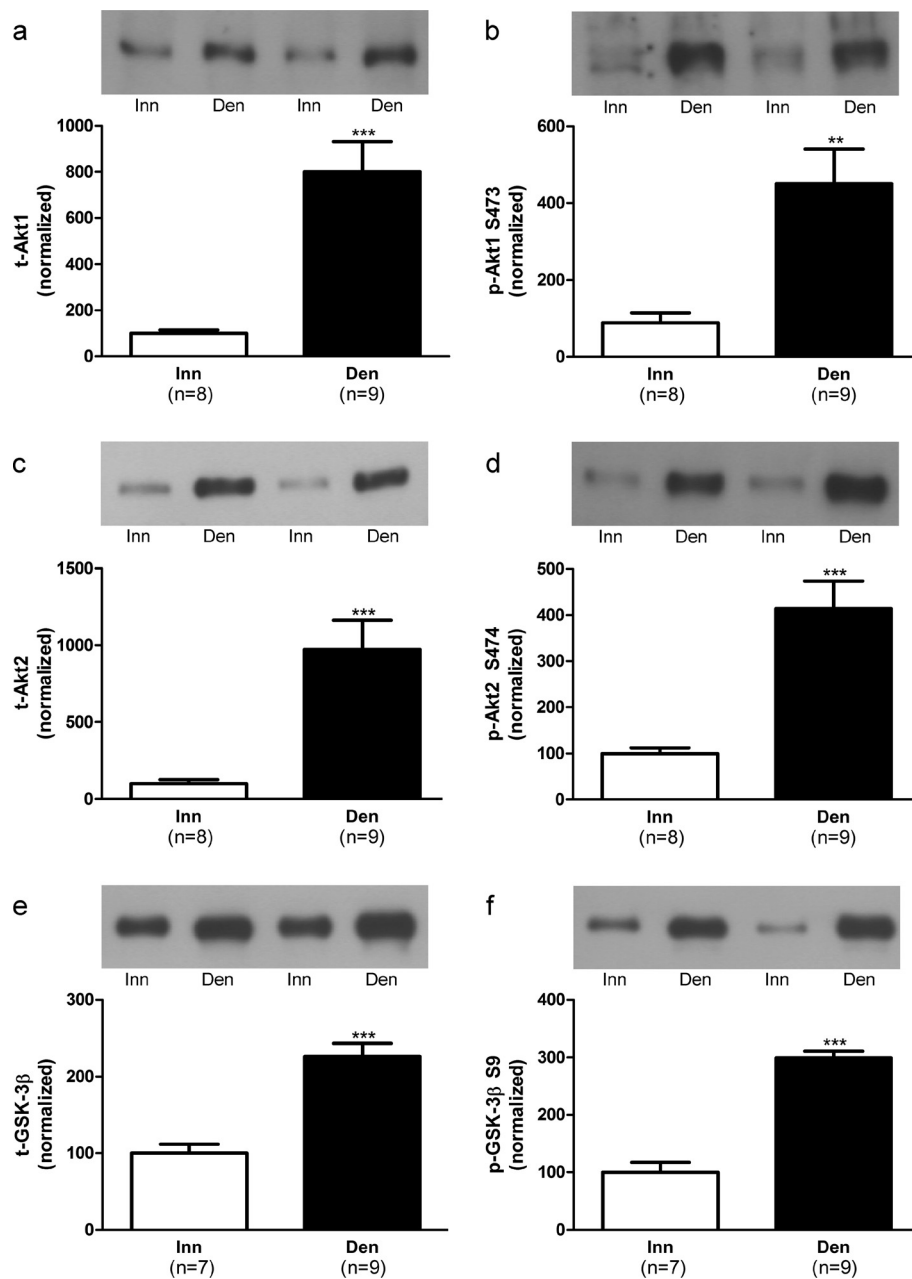 a
Inn Den Inn Den
1000
800
600
400
200
0
t-Akt1
(normalized)
***
Inn Den
(n=8) (n=9)
b
Inn Den Inn Den
600
400
200
0
p-Akt1 S473
(normalized)
**
Inn Den
(n=8) (n=9)
c
Inn Den Inn Den
1500
1000
500
0
t-Akt2
(normalized)
***
Inn Den
(n=8) (n=9)
d
Inn Den Inn Den
500
400
300
200
100
0
p-Akt2 S474
(normalized)
***
Inn Den
(n=8) (n=9)
e
Inn Den Inn Den
300
200
100
0
t-GSK-3β
(normalized)
***
Inn Den
(n=7) (n=9)
f
Inn Den Inn Den
400
300
200
100
0
p-GSK-3β S9
(normalized)
***
Inn Den
(n=7) (n=9)